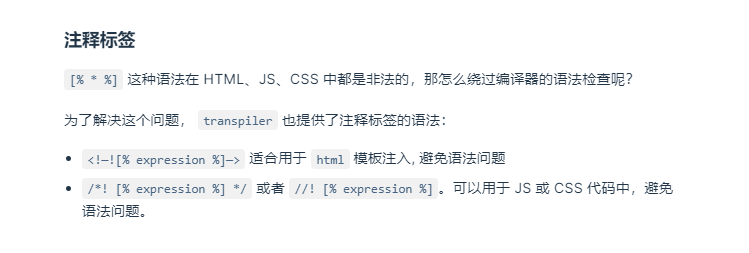 注释标签
[% * %] 这种语法在 HTML、JS、CSS 中都是非法的，那怎么绕过编译器的语法检查呢？
为了解决这个问题， transpiler 也提供了注释标签的语法：
• <!—![% expression %]—> 适合用于 html 模板注入, 避免语法问题
• /*! [% expression %] */ 或者 //! [% expression %]。可以用于 JS 或 CSS 代码中，避免
语法问题。